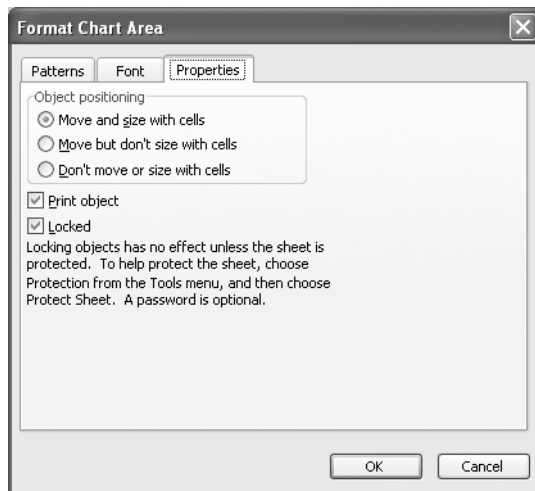 Format Chart Area
Patterns Font Properties
Object positioning
Move and size with cells
Move but don't size with cells
Don't move or size with cells
Print object
Locked
Locking objects has no effect unless the sheet is
protected. To help protect the sheet, choose
Protection from the Tools menu, and then choose
Protect Sheet. A password is optional.
OK Cancel